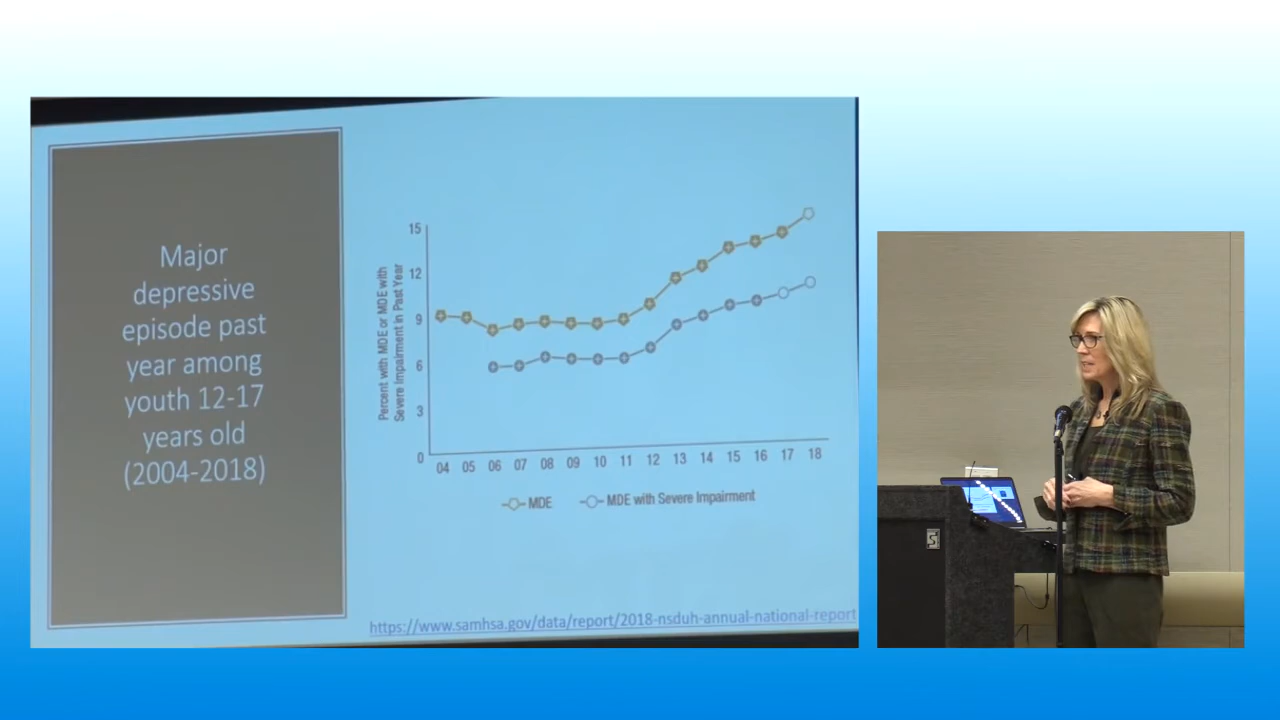 Major
depressive
episode past
year among
youth 12-17
years old
(2004-2018)
Percent with MDE or MDE with
Severe Impairment in Past Year
15
12
9
6
3
0
04 05 06 07 08 09 10 11 12 13 14 15 16 17 18
MDE MDE with Severe Impairment
https://www.samhsa.gov/data/report/2018-nsduh-annual-national-report